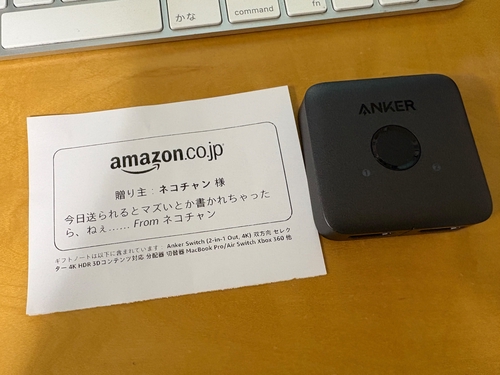 かな
command
fn
amazon.co.jp
贈り主：ネコチャン 様
今日送られるとマズいとか書かれちゃった
ら、ねぇ…… From ネコチャン
ギフトノートは以下に含まれています： Anker Switch (2-in-1 Out, 4K) 双方向 セレク
ター 4K HDR 3Dコンテンツ対応 分配器 切替器 MacBook Pro/Air Switch Xbox 360 他
ANKER